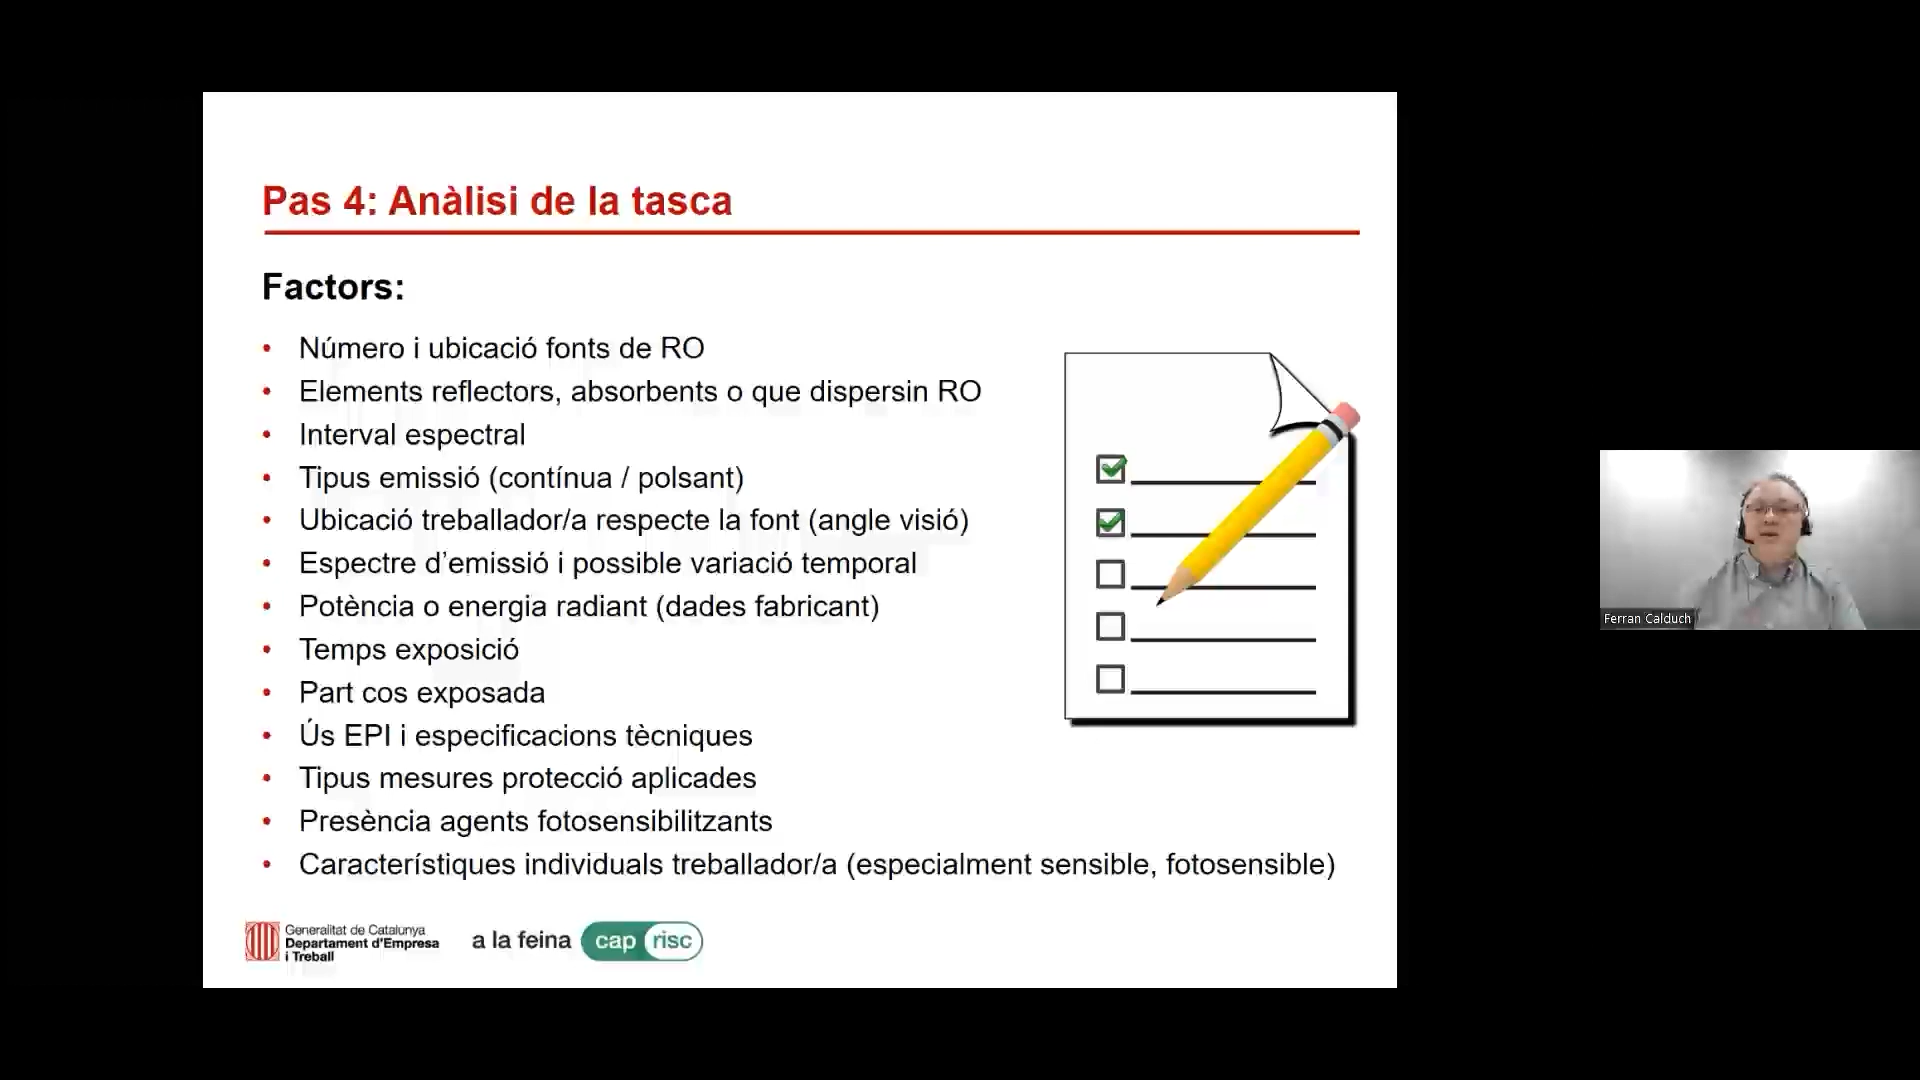 Pas 4: Anàlisi de la tasca
Factors:
• Número i ubicació fonts de RO
• Elements reflectors, absorbents o que dispersin RO
• Interval espectral
• Tipus emissió (contínua / polsant)
• Ubicació treballador/a respecte la font (angle visió)
• Espectre d’emissió i possible variació temporal
• Potència o energia radiant (dades fabricant)
• Temps exposició
• Part cos exposada
• Ús EPI i especificacions tècniques
• Tipus mesures protecció aplicades
• Presència agents fotosensibilitzants
• Característiques individuals treballador/a (especialment sensible, fotosensible)
Generalitat de Catalunya
Departament d'Empresa
i Treball
a la feina cap risc
Ferran Calduch